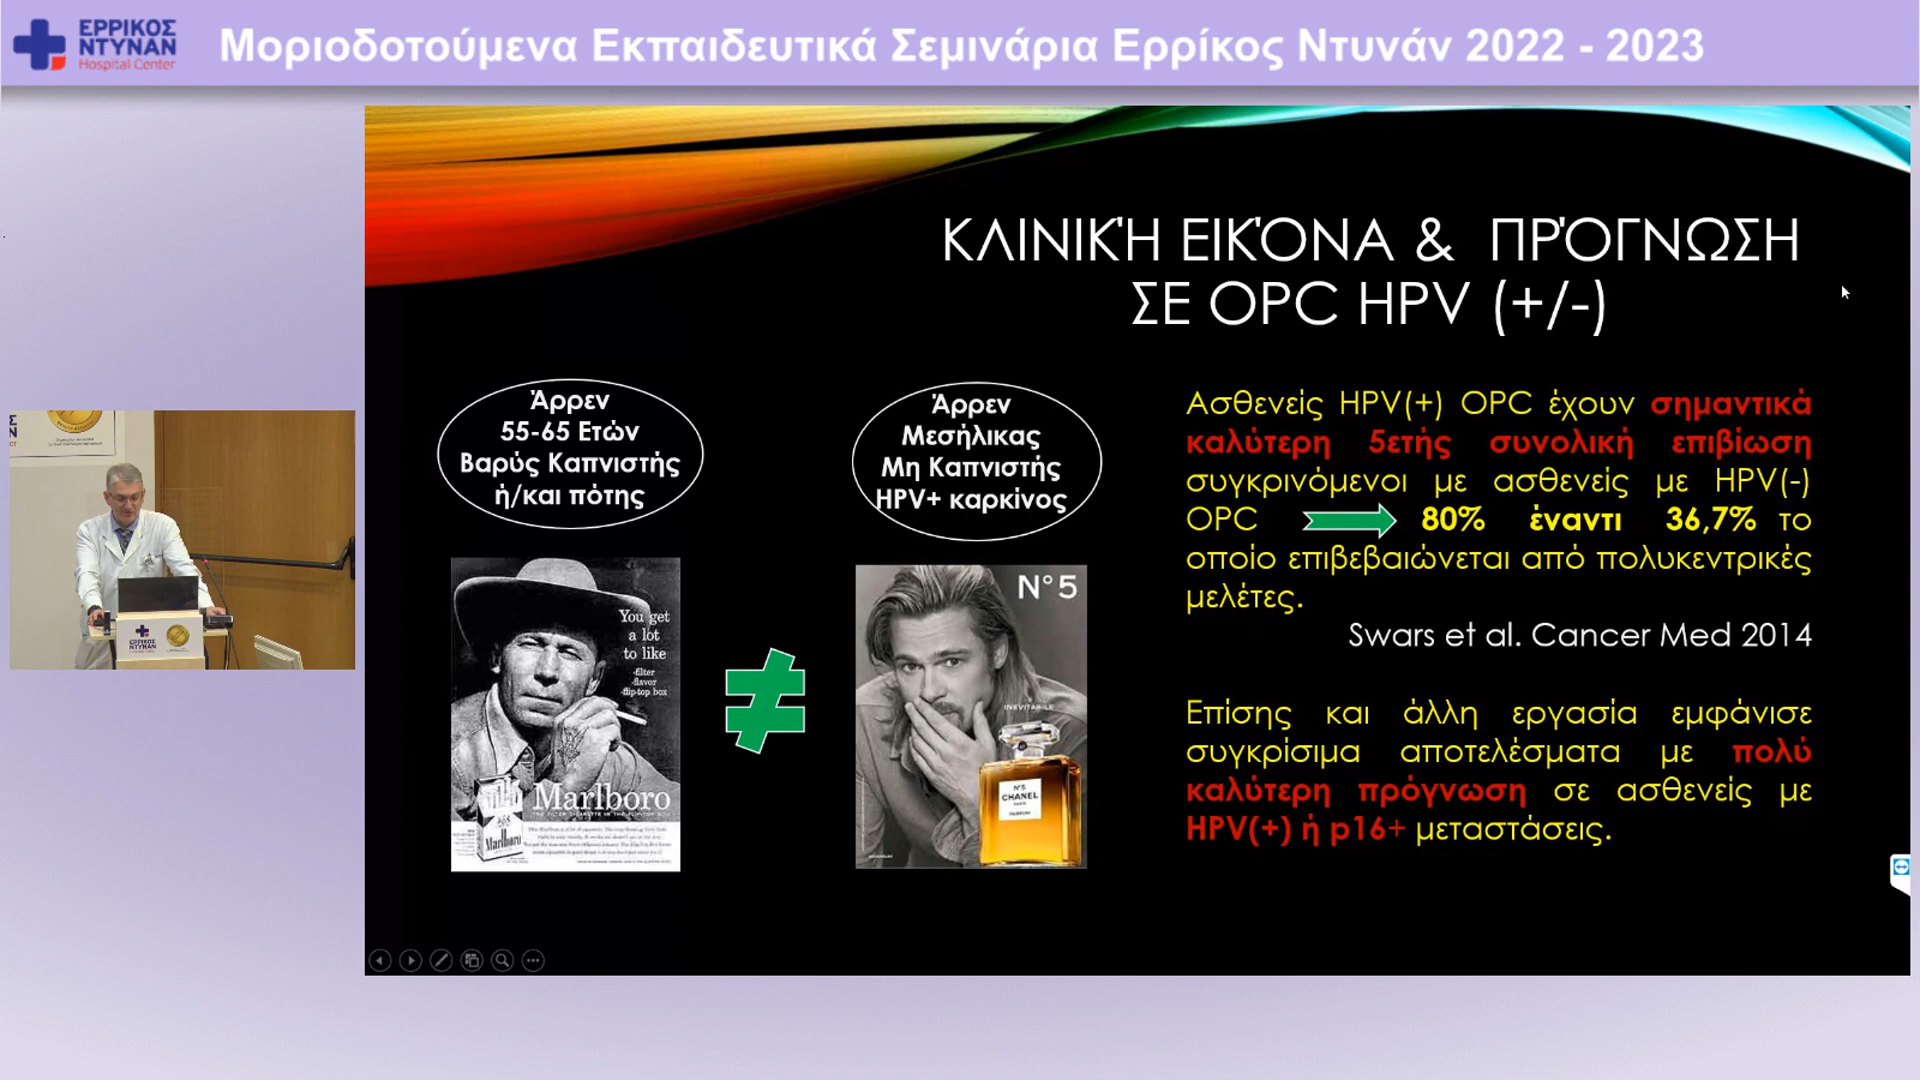 ΕΡΡΙΚΟΣ
ΝΤΥΝΑΝ
Hospital Center
Μοριοδοτούμενα Εκπαιδευτικά Σεμινάρια Ερρίκος Ντυνάν 2022 - 2023
ΚΛΙΝΙΚΉ ΕΙΚΌΝΑ & ΠΡΌΓΝΩΣΗ
ΣΕ OPC HPV (+/-)
Άρρεν
55-65 Ετών
Βαρύς Καπνιστής
ή/και πότης
Άρρεν
Μεσήλικας
Μη Καπνιστής
HPV+ καρκίνος
You get
a lot
to like
-filter
-flavor
-flip-top box
Marlboro
Marlboro
N°5
INEVITABLE
N°5
CHANEL
PARIS
PARFUM
Ασθενείς HPV(+) OPC έχουν σημαντικά
καλύτερη 5ετής συνολική επιβίωση
συγκρινόμενοι με ασθενείς με HPV(-)
OPC 80% έναντι 36,7% το
οποίο επιβεβαιώνεται από πολυκεντρικές
μελέτες.
Swars et al. Cancer Med 2014
Επίσης και άλλη εργασία εμφάνισε
συγκρίσιμα αποτελέσματα με πολύ
καλύτερη πρόγνωση σε ασθενείς με
HPV(+) ή p16+ μεταστάσεις.
ΕΡΡΙΚΟΣ
ΝΤΥΝΑΝ